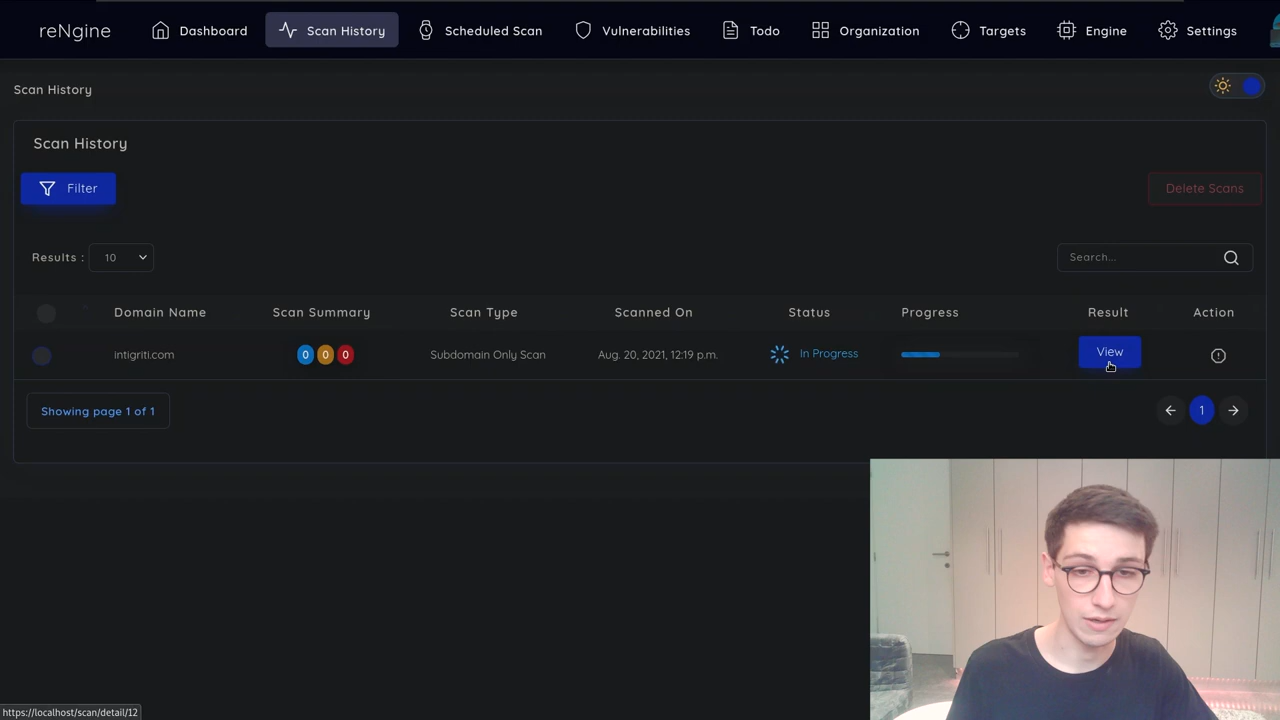 reNgine Dashboard Scan History Scheduled Scan Vulnerabilities Todo Organization Targets Engine Settings
Scan History
Scan History
Filter Delete Scans
Results : 10 Search...
Domain Name Scan Summary Scan Type Scanned On Status Progress Result Action
intigriti.com 0 0 0 Subdomain Only Scan Aug. 20, 2021, 12:19 p.m. In Progress View
Showing page 1 of 1 1
https://localhost/scan/detail/12